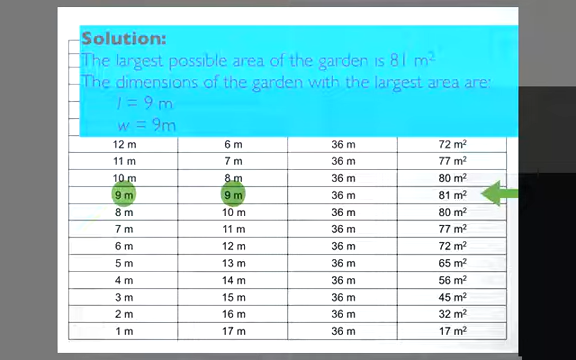 Solution:
The largest possible area of the garden is 81 m²
The dimensions of the garden with the largest area are:
l = 9 m
w = 9m
12 m 6 m 36 m 72 m²
11 m 7 m 36 m 77 m²
10 m 8 m 36 m 80 m²
9 m 9 m 36 m 81 m²
8 m 10 m 36 m 80 m²
7 m 11 m 36 m 77 m²
6 m 12 m 36 m 72 m²
5 m 13 m 36 m 65 m²
4 m 14 m 36 m 56 m²
3 m 15 m 36 m 45 m²
2 m 16 m 36 m 32 m²
1 m 17 m 36 m 17 m²